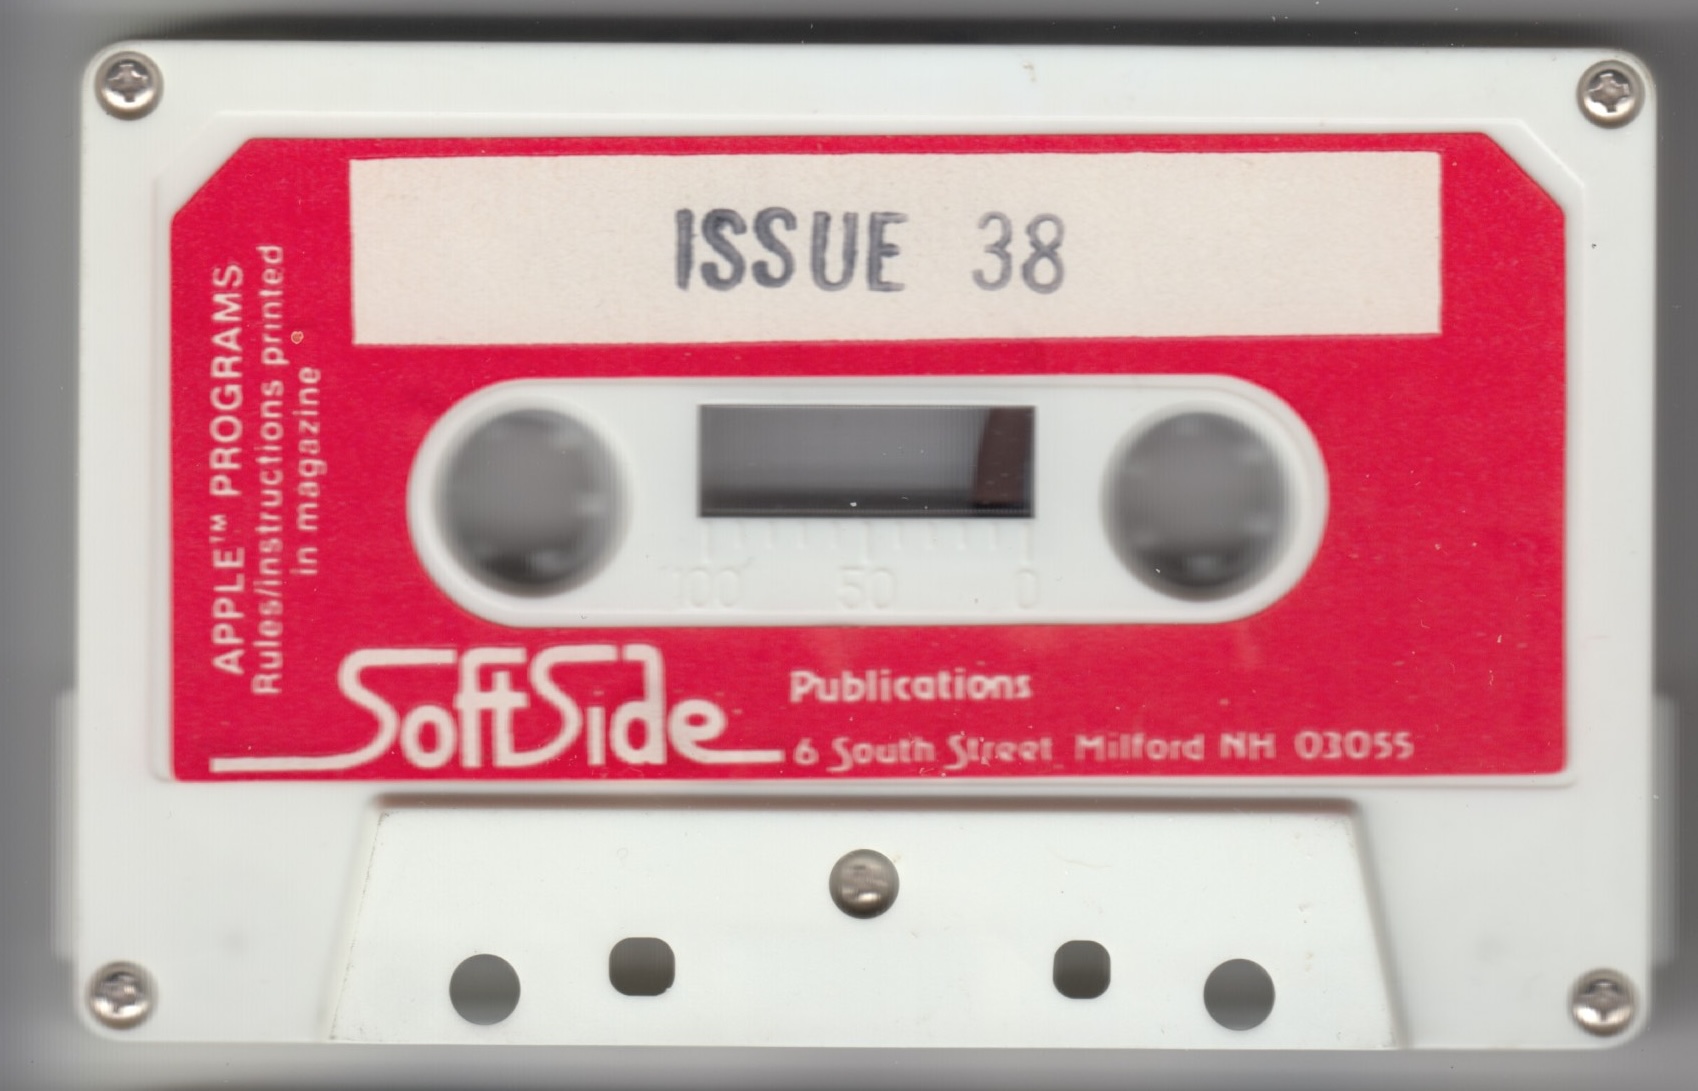 ISSUE 38
APPLE™ PROGRAMS
Rules/instructions printed
in magazine
100 50 0
SoftSide
Publications
6 South Street Milford NH 03055